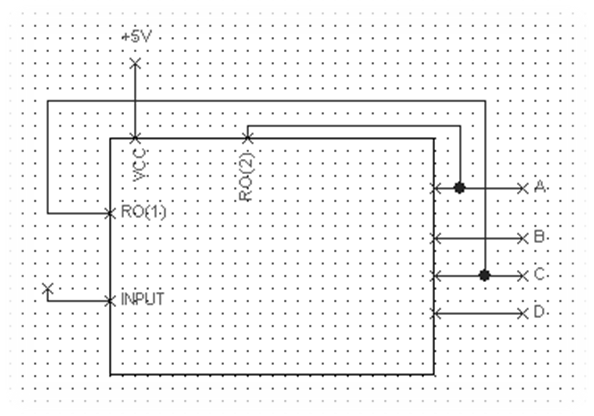 +5V
VCC
RO(2)
A
RO(1)
B
C
INPUT
D